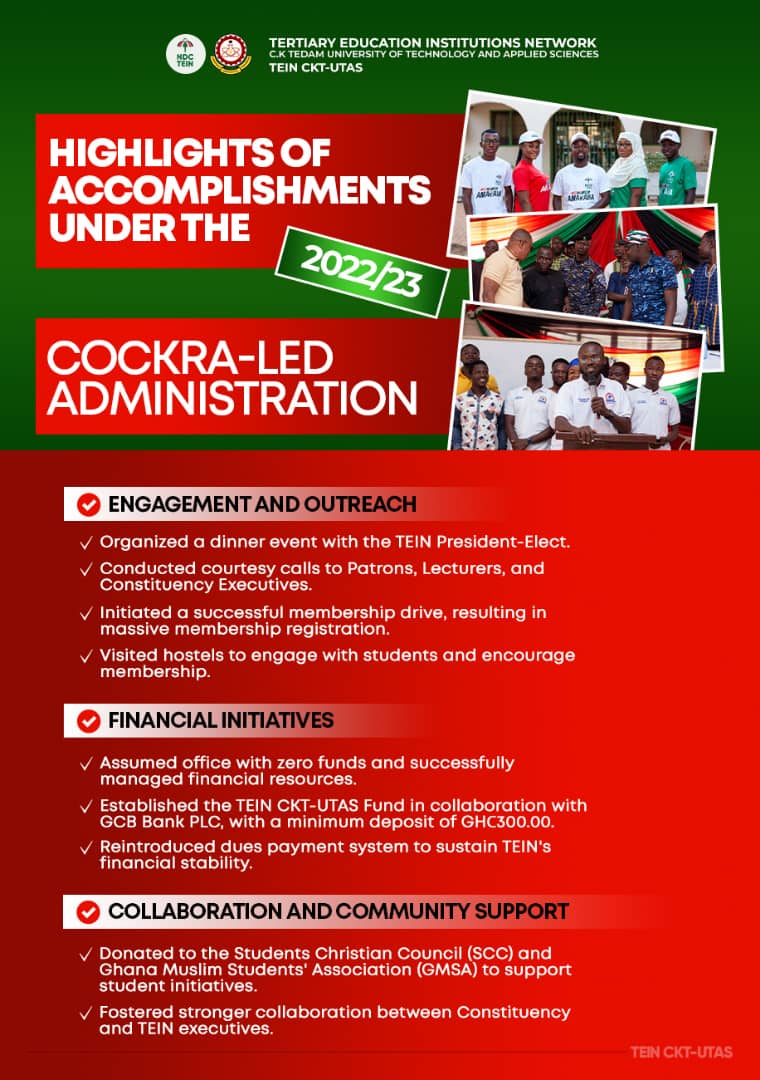 NDC
TEIN
TERTIARY EDUCATION INSTITUTIONS NETWORK
C.K TEDAM UNIVERSITY OF TECHNOLOGY AND APPLIED SCIENCES
TEIN CKT-UTAS
HIGHLIGHTS OF
ACCOMPLISHMENTS
UNDER THE
2022/23
COCKRA-LED
ADMINISTRATION
ENGAGEMENT AND OUTREACH
Organized a dinner event with the TEIN President-Elect.
Conducted courtesy calls to Patrons, Lecturers, and
Constituency Executives.
Initiated a successful membership drive, resulting in
massive membership registration.
Visited hostels to engage with students and encourage
membership.
FINANCIAL INITIATIVES
Assumed office with zero funds and successfully
managed financial resources.
Established the TEIN CKT-UTAS Fund in collaboration with
GCB Bank PLC, with a minimum deposit of GHC300.00.
Reintroduced dues payment system to sustain TEIN's
financial stability.
COLLABORATION AND COMMUNITY SUPPORT
Donated to the Students Christian Council (SCC) and
Ghana Muslim Students' Association (GMSA) to support
student initiatives.
Fostered stronger collaboration between Constituency
and TEIN executives.
TEIN CKT-UTAS